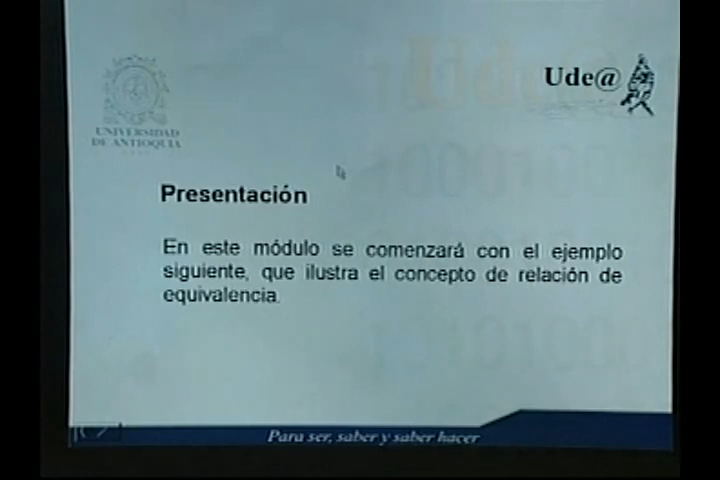 UNIVERSIDAD
DE ANTIOQUIA
Ude@
Presentación
En este módulo se comenzará con el ejemplo
siguiente, que ilustra el concepto de relación de
equivalencia.
Para ser, saber y saber hacer